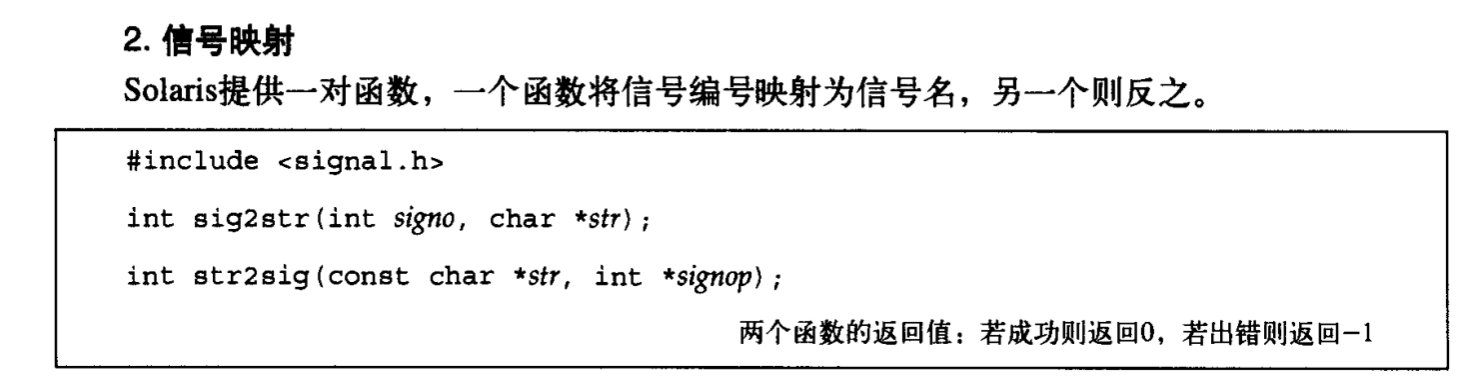 2. 信号映射
Solaris提供一对函数，一个函数将信号编号映射为信号名，另一个则反之。
#include <signal.h>
int sig2str(int signo, char *str);
int str2sig(const char *str, int *signop);
两个函数的返回值：若成功则返回0，若出错则返回−1